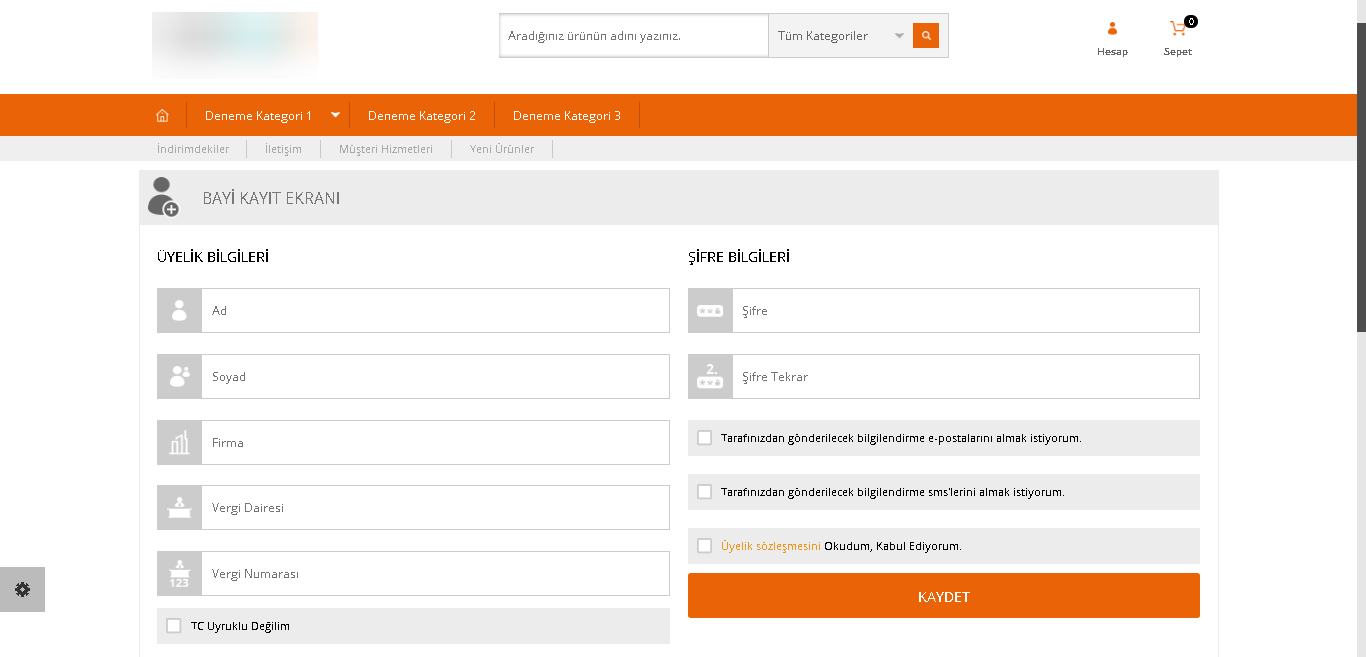 Aradığınız ürünün adını yazınız.
Tüm Kategoriler
0
Hesap
Sepet
Deneme Kategori 1
Deneme Kategori 2
Deneme Kategori 3
İndirimdekiler
İletişim
Müşteri Hizmetleri
Yeni Ürünler
BAYİ KAYIT EKRANI
ÜYELİK BİLGİLERİ
Ad
Soyad
Firma
Vergi Dairesi
123
Vergi Numarası
TC Uyruklu Değilim
ŞİFRE BİLGİLERİ
Şifre
2.
Şifre Tekrar
Tarafınızdan gönderilecek bilgilendirme e-postalarını almak istiyorum.
Tarafınızdan gönderilecek bilgilendirme sms'lerini almak istiyorum.
Üyelik sözleşmesini Okudum, Kabul Ediyorum.
KAYDET